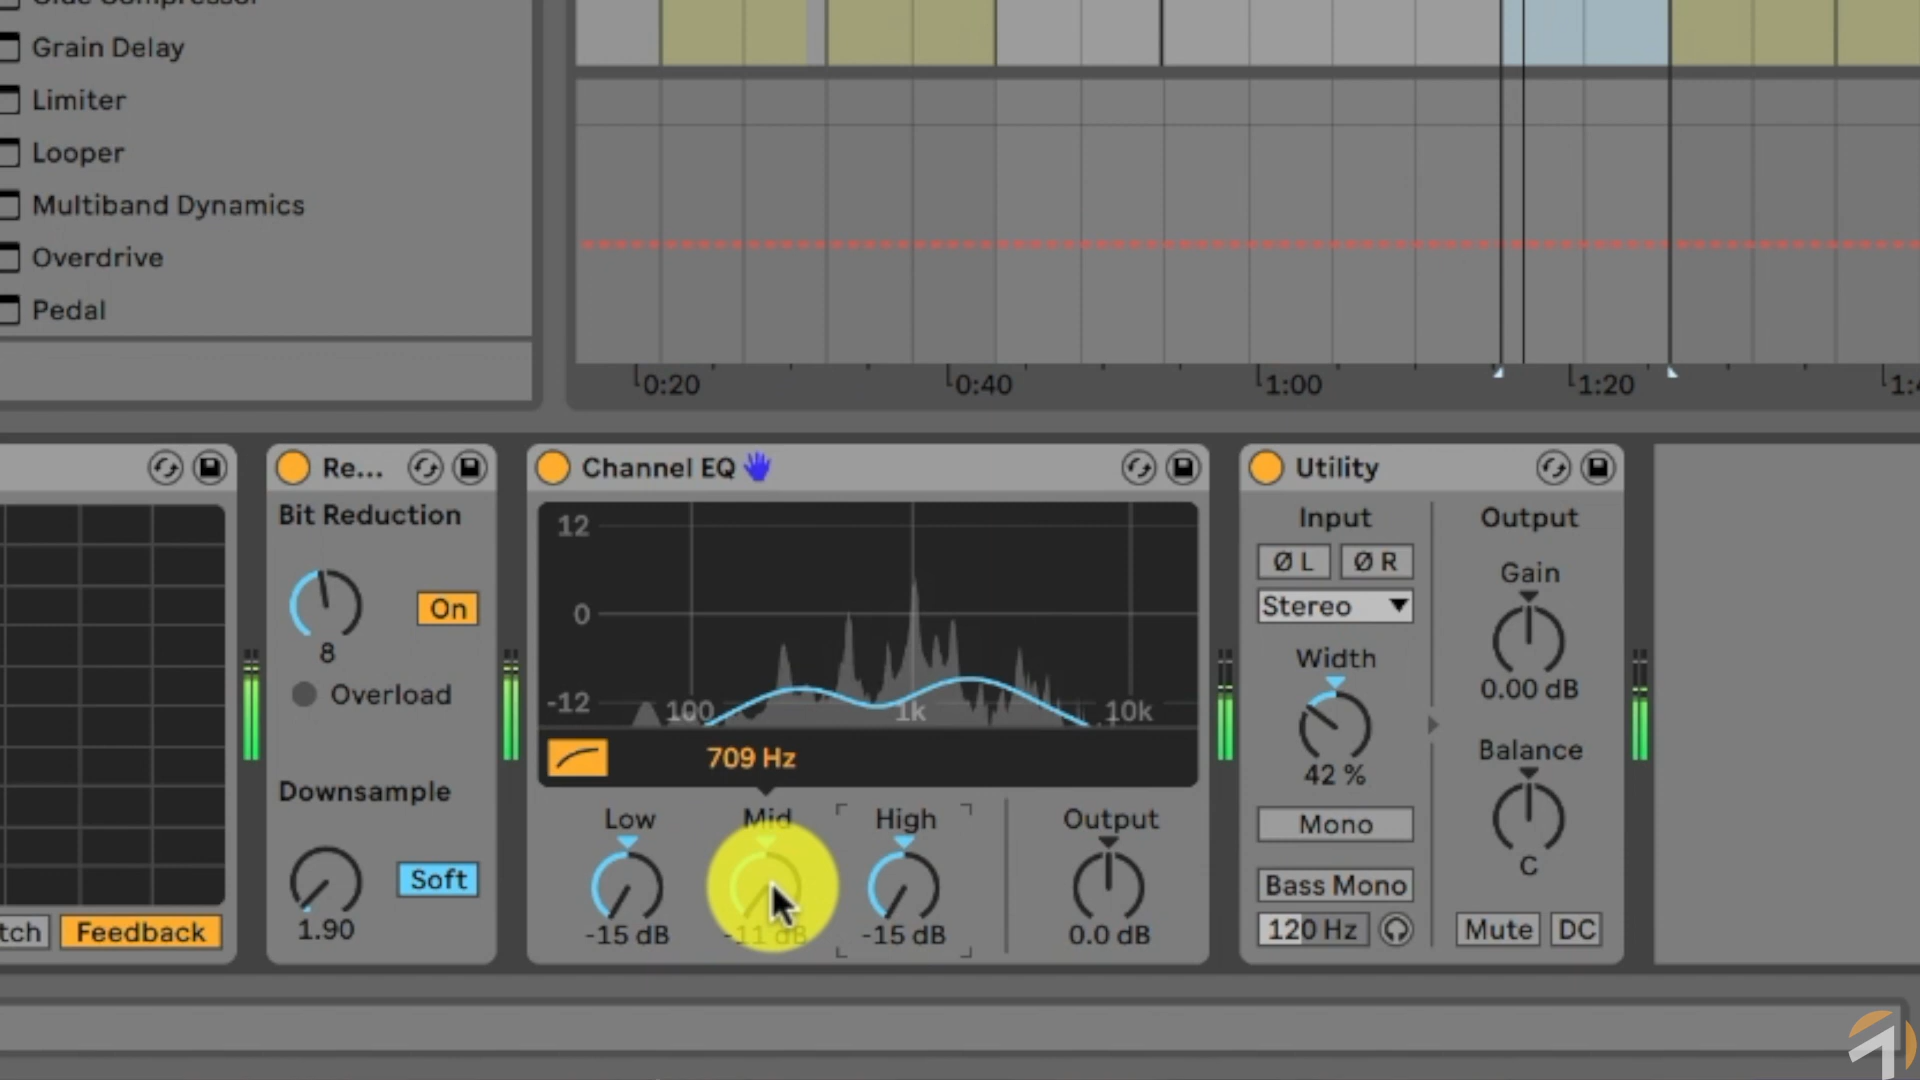 Grain Delay
Limiter
Looper
Multiband Dynamics
Overdrive
Pedal
0:20
0:40
1:00
1:20
Re...
Channel EQ
Utility
Bit Reduction
On
8
Overload
Downsample
Soft
1.90
tch
Feedback
12
0
-12
100
1k
10k
709 Hz
Low
Mid
High
Output
-15 dB
-11 dB
-15 dB
0.0 dB
Input
Ø L
Ø R
Stereo
Width
42 %
Mono
Bass Mono
120 Hz
Output
Gain
0.00 dB
Balance
C
Mute
DC